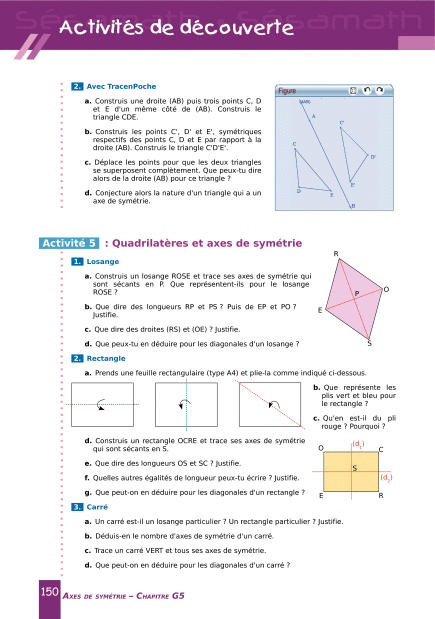 Sésamath Sésamath
Activités de découverte
2. Avec TracenPoche
a. Construis une droite (AB) puis trois points C, D
et E d'un même côté de (AB). Construis le
triangle CDE.
b. Construis les points C', D' et E', symétriques
respectifs des points C, D et E par rapport à la
droite (AB). Construis le triangle C'D'E'.
c. Déplace les points pour que les deux triangles
se superposent complètement. Que peux-tu dire
alors de la droite (AB) pour ce triangle ?
d. Conjecture alors la nature d'un triangle qui a un
axe de symétrie.
Figure
A
C'
C
D'
E'
D
E
B
Activité 5 : Quadrilatères et axes de symétrie
1. Losange
a. Construis un losange ROSE et trace ses axes de symétrie qui
sont sécants en P. Que représentent-ils pour le losange
ROSE ?
b. Que dire des longueurs RP et PS ? Puis de EP et PO ?
Justifie.
c. Que dire des droites (RS) et (OE) ? Justifie.
d. Que peux-tu en déduire pour les diagonales d'un losange ?
R
O
P
E
S
2. Rectangle
a. Prends une feuille rectangulaire (type A4) et plie-la comme indiqué ci-dessous.
b. Que représente les
plis vert et bleu pour
le rectangle ?
c. Qu'en est-il du pli
rouge ? Pourquoi ?
d. Construis un rectangle OCRE et trace ses axes de symétrie
qui sont sécants en S.
e. Que dire des longueurs OS et SC ? Justifie.
f. Quelles autres égalités de longueur peux-tu écrire ? Justifie.
g. Que peut-on en déduire pour les diagonales d'un rectangle ?
O
C
S
E
R
3. Carré
a. Un carré est-il un losange particulier ? Un rectangle particulier ? Justifie.
b. Déduis-en le nombre d'axes de symétrie d'un carré.
c. Trace un carré VERT et tous ses axes de symétrie.
d. Que peut-on en déduire pour les diagonales d'un carré ?
150 AXES DE SYMÉTRIE – CHAPITRE G5